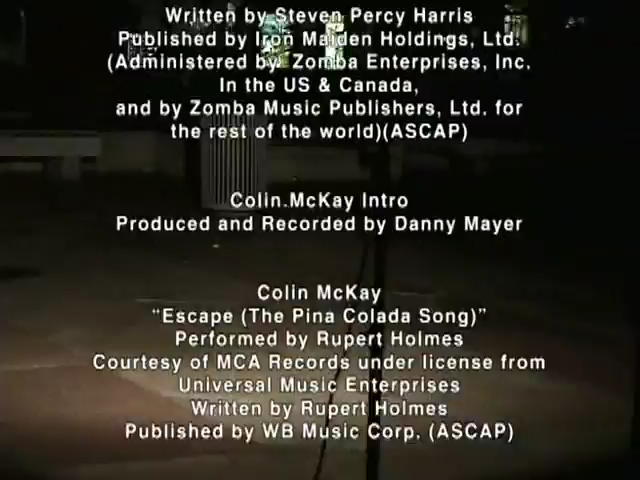 Written by Steven Percy Harris
Published by Iron Maiden Holdings, Ltd.
(Administered by Zomba Enterprises, Inc.
In the US & Canada,
and by Zomba Music Publishers, Ltd. for
the rest of the world)(ASCAP)
Colin McKay Intro
Produced and Recorded by Danny Mayer
Colin McKay
“Escape (The Pina Colada Song)”
Performed by Rupert Holmes
Courtesy of MCA Records under license from
Universal Music Enterprises
Written by Rupert Holmes
Published by WB Music Corp. (ASCAP)